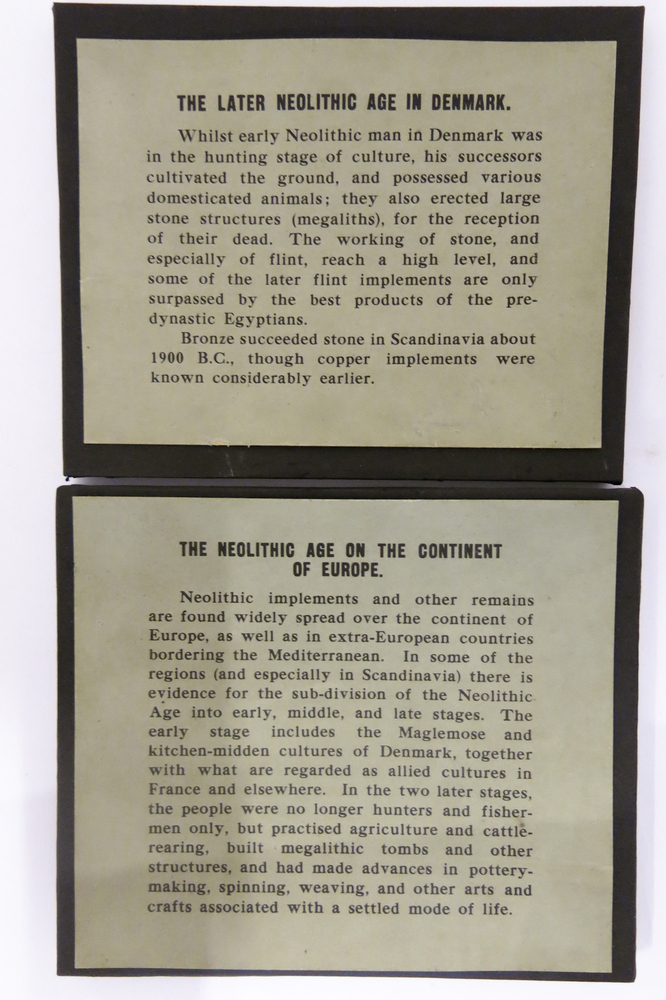 THE LATER NEOLITHIC AGE IN DENMARK.
Whilst early Neolithic man in Denmark was
in the hunting stage of culture, his successors
cultivated the ground, and possessed various
domesticated animals; they also erected large
stone structures (megaliths), for the reception
of their dead. The working of stone, and
especially of flint, reach a high level, and
some of the later flint implements are only
surpassed by the best products of the pre-
dynastic Egyptians.
Bronze succeeded stone in Scandinavia about
1900 B.C., though copper implements were
known considerably earlier.
THE NEOLITHIC AGE ON THE CONTINENT
OF EUROPE.
Neolithic implements and other remains
are found widely spread over the continent of
Europe, as well as in extra-European countries
bordering the Mediterranean. In some of the
regions (and especially in Scandinavia) there is
evidence for the sub-division of the Neolithic
Age into early, middle, and late stages. The
early stage includes the Maglemose and
kitchen-midden cultures of Denmark, together
with what are regarded as allied cultures in
France and elsewhere. In the two later stages,
the people were no longer hunters and fisher-
men only, but practised agriculture and cattle-
rearing, built megalithic tombs and other
structures, and had made advances in pottery-
making, spinning, weaving, and other arts and
crafts associated with a settled mode of life.